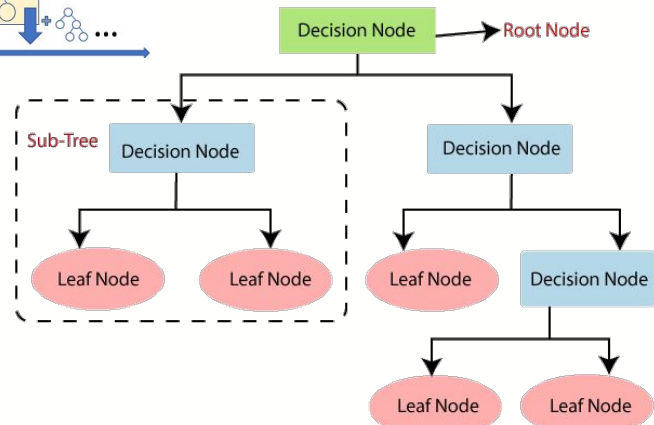 +
...
Decision Node
Root Node
Sub-Tree
Decision Node
Decision Node
Leaf Node
Leaf Node
Leaf Node
Decision Node
Leaf Node
Leaf Node